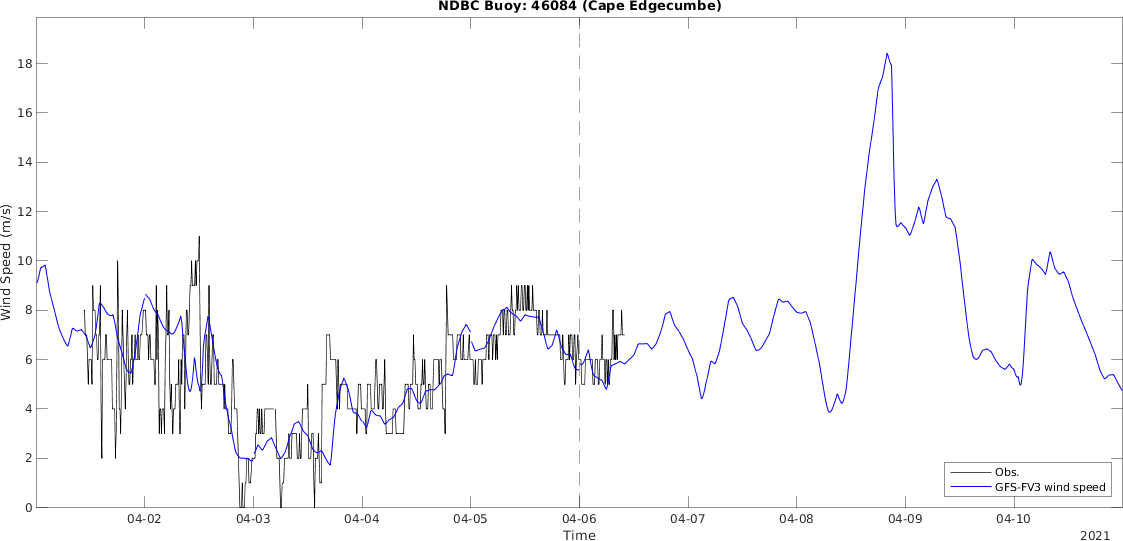 NDBC Buoy: 46084 (Cape Edgecumbe)
18
16
14
12
10
8
6
4
2
0
Wind Speed (m/s)
04-02 04-03 04-04 04-05 04-06 04-07 04-08 04-09 04-10
Time
2021
Obs.
GFS-FV3 wind speed